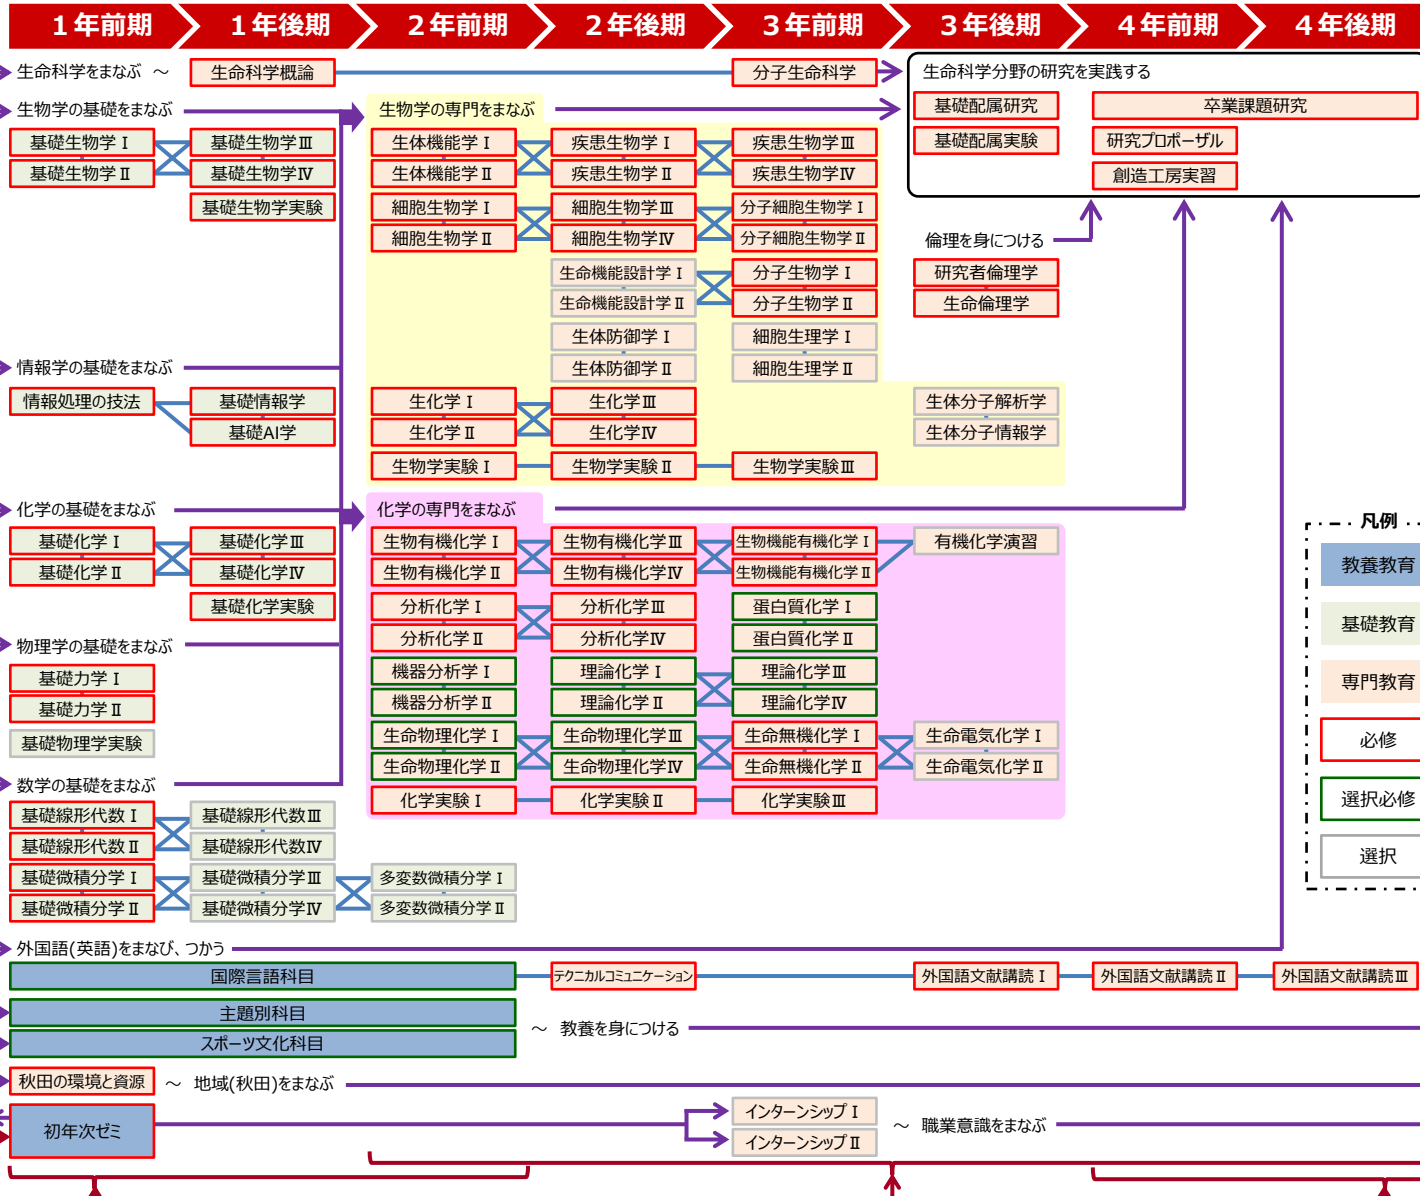 1年前期 1年後期 2年前期 2年後期 3年前期 3年後期 4年前期 4年後期
生命科学をまなぶ ～ 生命科学概論 分子生命科学 生命科学分野の研究を実践する
生物学の基礎をまなぶ 生物学の専門をまなぶ 基礎配属研究 卒業課題研究
基礎生物学Ⅰ 基礎生物学Ⅲ 生体機能学Ⅰ 疾患生物学Ⅰ 疾患生物学Ⅲ 基礎配属実験 研究プロポーザル
基礎生物学Ⅱ 基礎生物学Ⅳ 生体機能学Ⅱ 疾患生物学Ⅱ 疾患生物学Ⅳ 創造工房実習
基礎生物学実験 細胞生物学Ⅰ 細胞生物学Ⅲ 分子細胞生物学Ⅰ
細胞生物学Ⅱ 細胞生物学Ⅳ 分子細胞生物学Ⅱ 倫理を身につける
生命機能設計学Ⅰ 分子生物学Ⅰ 研究者倫理学
生命機能設計学Ⅱ 分子生物学Ⅱ 生命倫理学
生体防御学Ⅰ 細胞生理学Ⅰ
情報学の基礎をまなぶ 生体防御学Ⅱ 細胞生理学Ⅱ
情報処理の技法 基礎情報学 生化学Ⅰ 生化学Ⅲ 生体分子解析学
基礎AI学 生化学Ⅱ 生化学Ⅳ 生体分子情報学
生物学実験Ⅰ 生物学実験Ⅱ 生物学実験Ⅲ
化学の基礎をまなぶ 化学の専門をまなぶ
凡例
基礎化学Ⅰ 基礎化学Ⅲ 生物有機化学Ⅰ 生物有機化学Ⅲ 生物機能有機化学Ⅰ 有機化学演習
基礎化学Ⅱ 基礎化学Ⅳ 生物有機化学Ⅱ 生物有機化学Ⅳ 生物機能有機化学Ⅱ 教養教育
基礎化学実験 分析化学Ⅰ 分析化学Ⅲ 蛋白質化学Ⅰ
基礎教育
物理学の基礎をまなぶ 分析化学Ⅱ 分析化学Ⅳ 蛋白質化学Ⅱ
基礎力学Ⅰ 機器分析学Ⅰ 理論化学Ⅰ 理論化学Ⅲ 専門教育
基礎力学Ⅱ 機器分析学Ⅱ 理論化学Ⅱ 理論化学Ⅳ
基礎物理学実験 生命物理化学Ⅰ 生命物理化学Ⅲ 生命無機化学Ⅰ 生命電気化学Ⅰ 必修
生命物理化学Ⅱ 生命物理化学Ⅳ 生命無機化学Ⅱ 生命電気化学Ⅱ
数学の基礎をまなぶ 化学実験Ⅰ 化学実験Ⅱ 化学実験Ⅲ 選択必修
基礎線形代数Ⅰ 基礎線形代数Ⅲ
基礎線形代数Ⅱ 基礎線形代数Ⅳ 選択
基礎微積分学Ⅰ 基礎微積分学Ⅲ 多変数微積分学Ⅰ
基礎微積分学Ⅱ 基礎微積分学Ⅳ 多変数微積分学Ⅱ
外国語(英語)をまなび、つかう
国際言語科目 テクニカルコミュニケーション 外国語文献講読Ⅰ 外国語文献講読Ⅱ 外国語文献講読Ⅲ
主題別科目
～ 教養を身につける
スポーツ文化科目
秋田の環境と資源 ～ 地域(秋田)をまなぶ
初年次ゼミ インターンシップⅠ ～ 職業意識をまなぶ
インターンシップⅡ